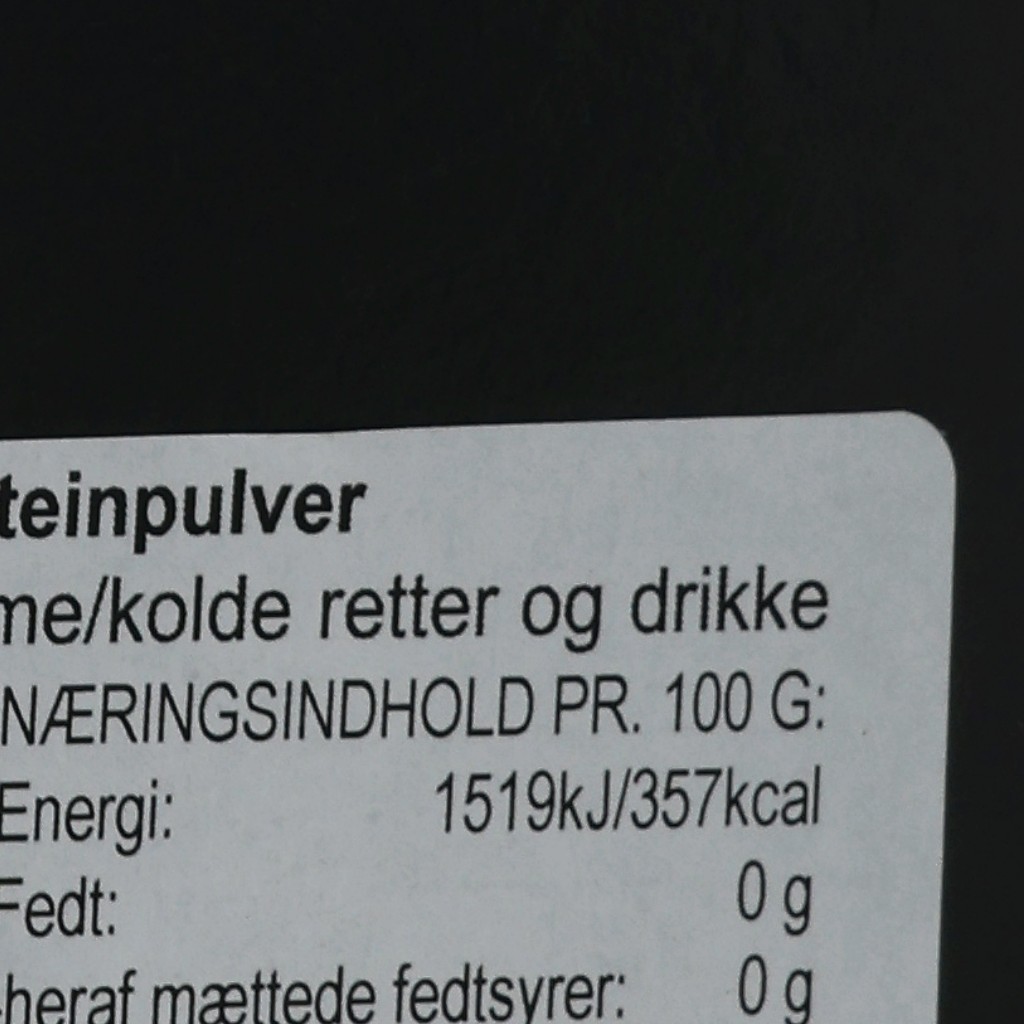 teinpulver
me/kolde retter og drikke
NÆRINGSINDHOLD PR. 100 G:
Energi: 1519kJ/357kcal
Fedt: 0 g
-heraf mættede fedtsyrer: 0 g